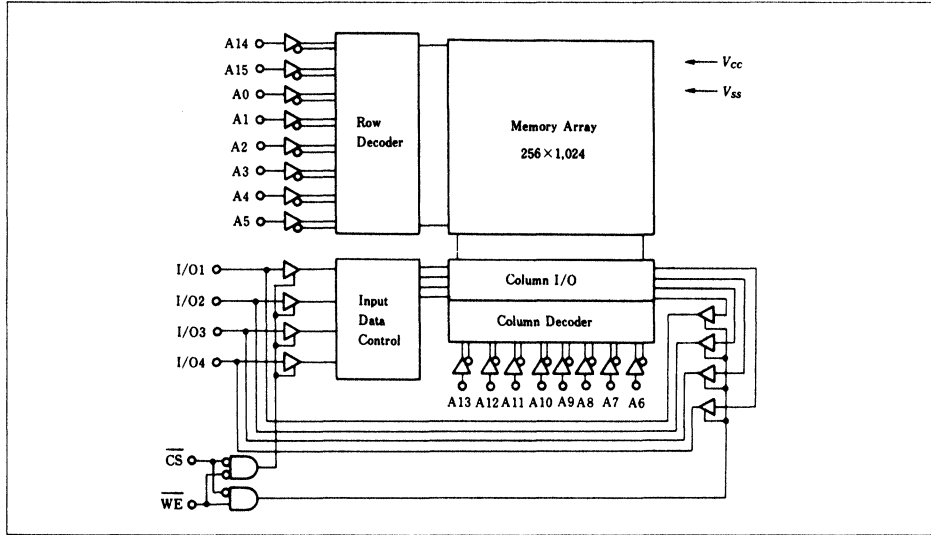 A14
A15
A0
A1
A2
A3
A4
A5
Row
Decoder
Memory Array
256×1,024
Vcc
Vss
I/O1
I/O2
I/O3
I/O4
Input
Data
Control
Column I/O
Column Decoder
A13 A12 A11 A10 A9 A8 A7 A6
CS
WE